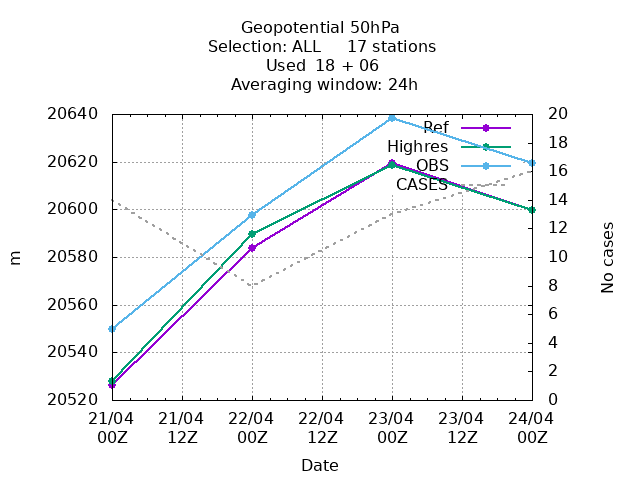 Geopotential 50hPa
Selection: ALL     17 stations
Used  18 + 06
Averaging window: 24h
20640
20620
20600
20580
20560
20540
20520
m
20
18
16
14
12
10
8
6
4
2
0
No cases
Ref
Highres
OBS
CASES
21/04 21/04 22/04 22/04 23/04 23/04 24/04
00Z 12Z 00Z 12Z 00Z 12Z 00Z
Date